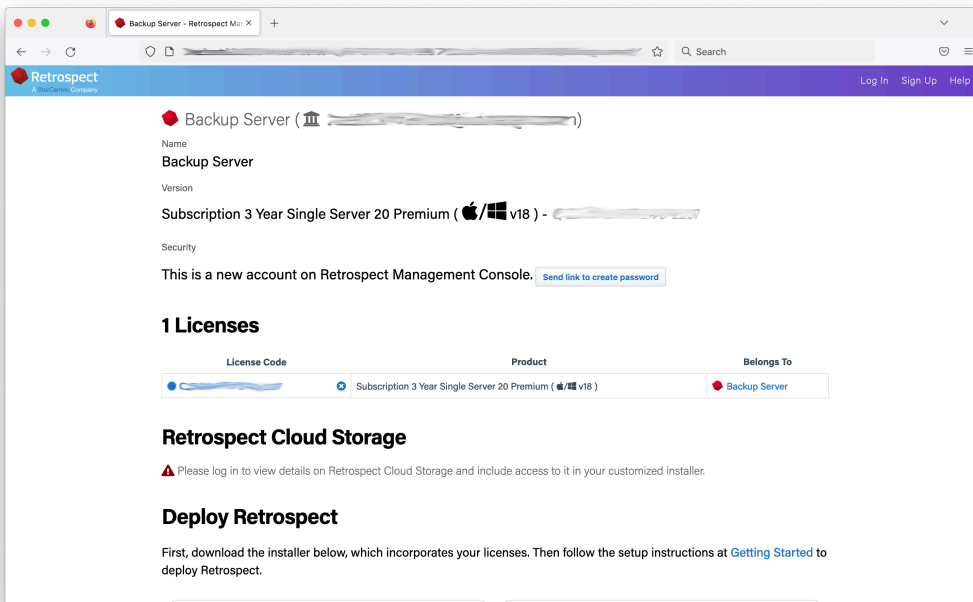 Backup Server - Retrospect Mar
Search
Retrospect
A StorCentric Company
Log In Sign Up Help
Backup Server (
)
Name
Backup Server
Version
Subscription 3 Year Single Server 20 Premium ( / v18 ) -
Security
This is a new account on Retrospect Management Console. Send link to create password
1 Licenses
License Code Product Belongs To
Subscription 3 Year Single Server 20 Premium ( / v18 ) Backup Server
Retrospect Cloud Storage
Please log in to view details on Retrospect Cloud Storage and include access to it in your customized installer.
Deploy Retrospect
First, download the installer below, which incorporates your licenses. Then follow the setup instructions at Getting Started to
deploy Retrospect.